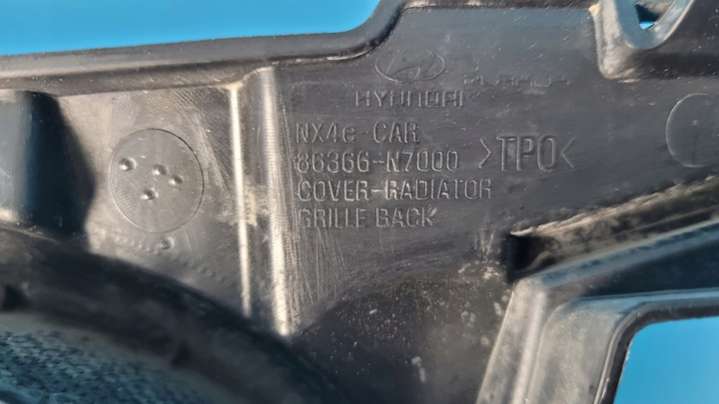 HYUNDAI
NX4e-CAR
86366-N7000
>TPO<
COVER-RADIATOR
GRILLE BACK